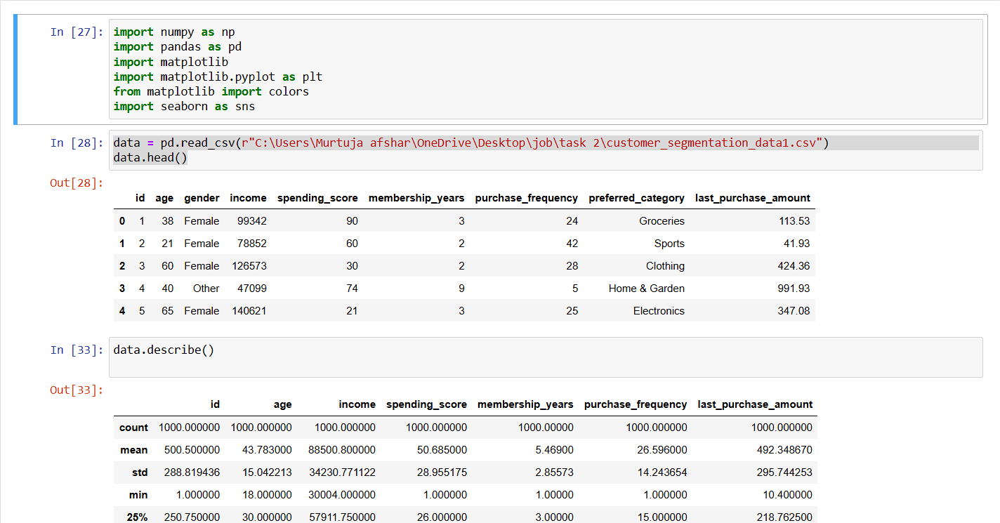 In [27]: import numpy as np
import pandas as pd
import matplotlib
import matplotlib.pyplot as plt
from matplotlib import colors
import seaborn as sns
In [28]: data = pd.read_csv(r"C:\Users\Murtuja afshar\OneDrive\Desktop\job\task 2\customer_segmentation_data1.csv")
data.head()
Out[28]:
id age gender income spending_score membership_years purchase_frequency preferred_category last_purchase_amount
0 1 38 Female 99342 90 3 24 Groceries 113.53
1 2 21 Female 78852 60 2 42 Sports 41.93
2 3 60 Female 126573 30 2 28 Clothing 424.36
3 4 40 Other 47099 74 9 5 Home & Garden 991.93
4 5 65 Female 140621 21 3 25 Electronics 347.08
In [33]: data.describe()
Out[33]:
id age income spending_score membership_years purchase_frequency last_purchase_amount
count 1000.000000 1000.000000 1000.000000 1000.000000 1000.00000 1000.000000 1000.000000
mean 500.500000 43.783000 88500.800000 50.685000 5.46900 26.596000 492.348670
std 288.819436 15.042213 34230.771122 28.955175 2.85573 14.243654 295.744253
min 1.000000 18.000000 30004.000000 1.000000 1.00000 1.000000 10.400000
25% 250.750000 30.000000 57911.750000 26.000000 3.00000 15.000000 218.762500